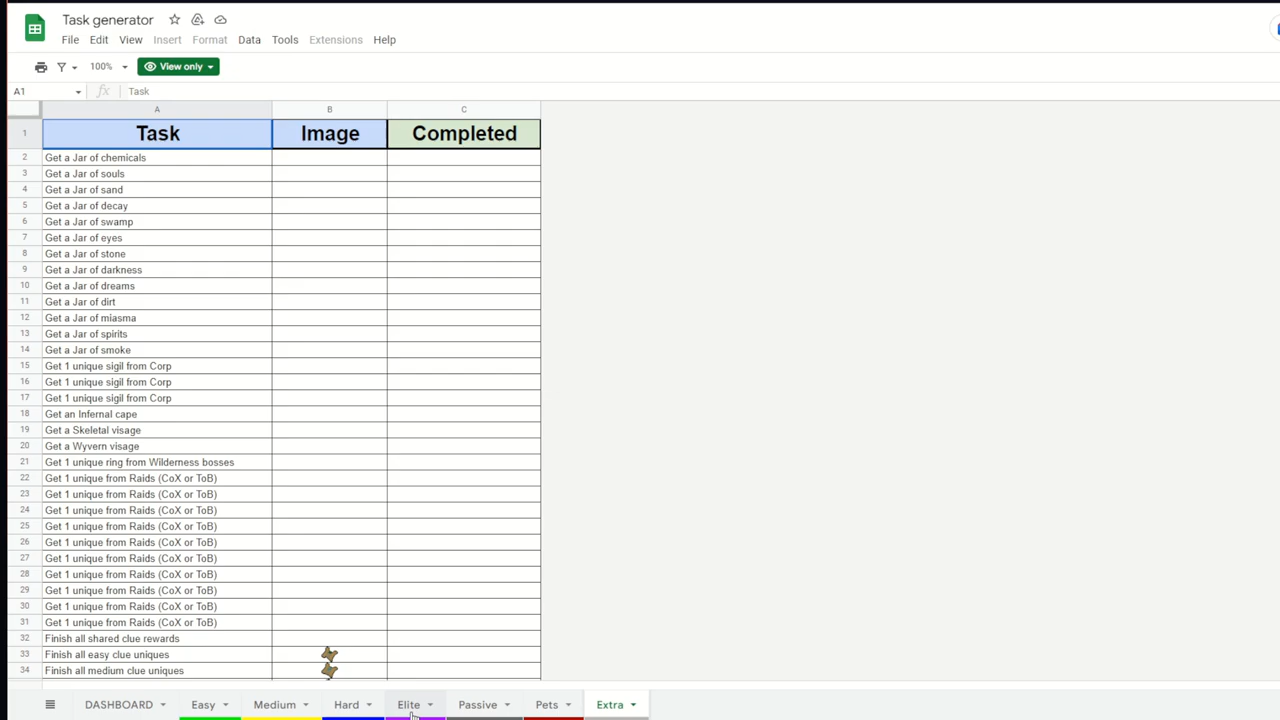 Task generator
File Edit View Insert Format Data Tools Extensions Help
100% View only
A1 fx Task
A B C
1 Task Image Completed
2 Get a Jar of chemicals
3 Get a Jar of souls
4 Get a Jar of sand
5 Get a Jar of decay
6 Get a Jar of swamp
7 Get a Jar of eyes
8 Get a Jar of stone
9 Get a Jar of darkness
10 Get a Jar of dreams
11 Get a Jar of dirt
12 Get a Jar of miasma
13 Get a Jar of spirits
14 Get a Jar of smoke
15 Get 1 unique sigil from Corp
16 Get 1 unique sigil from Corp
17 Get 1 unique sigil from Corp
18 Get an Infernal cape
19 Get a Skeletal visage
20 Get a Wyvern visage
21 Get 1 unique ring from Wilderness bosses
22 Get 1 unique from Raids (CoX or ToB)
23 Get 1 unique from Raids (CoX or ToB)
24 Get 1 unique from Raids (CoX or ToB)
25 Get 1 unique from Raids (CoX or ToB)
26 Get 1 unique from Raids (CoX or ToB)
27 Get 1 unique from Raids (CoX or ToB)
28 Get 1 unique from Raids (CoX or ToB)
29 Get 1 unique from Raids (CoX or ToB)
30 Get 1 unique from Raids (CoX or ToB)
31 Get 1 unique from Raids (CoX or ToB)
32 Finish all shared clue rewards
33 Finish all easy clue uniques
34 Finish all medium clue uniques
DASHBOARD Easy Medium Hard Elite Passive Pets Extra